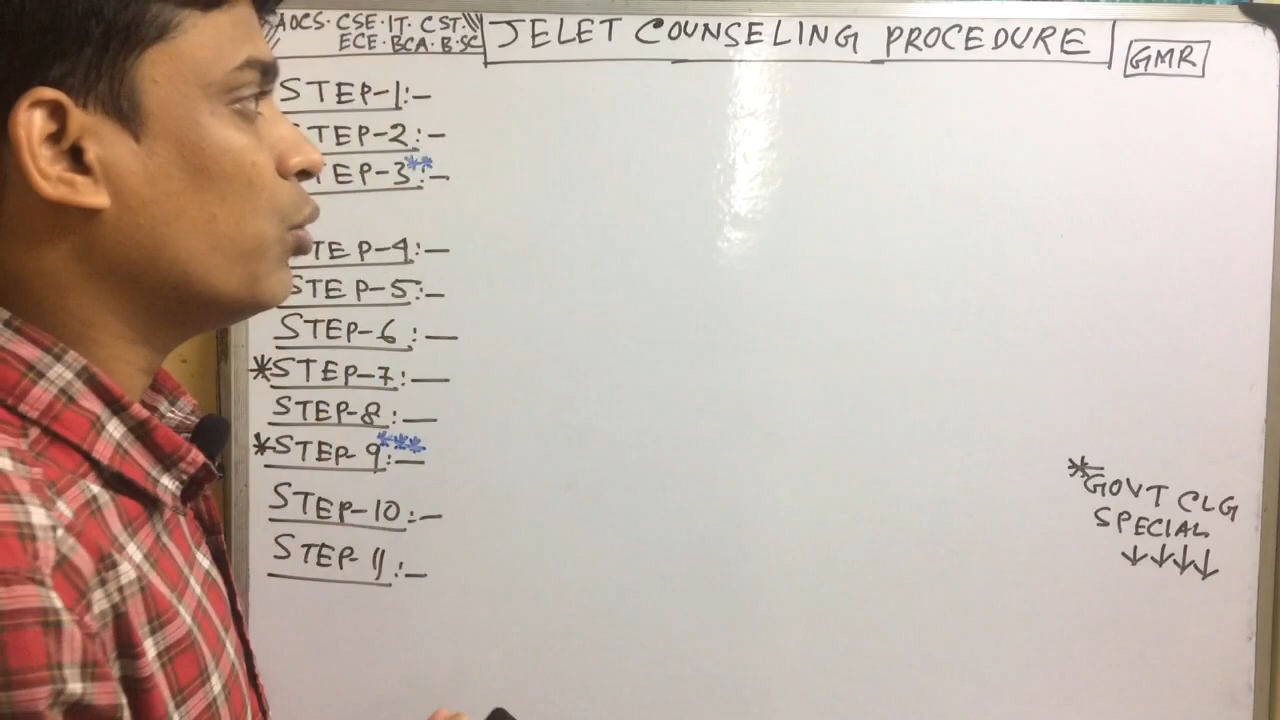 AOCS·CSE·IT·CST
ECE·BCA·B·SC
JELET COUNSELING PROCEDURE
GMR
STEP-1:-
STEP-2:-
TEP-3**:-
STEP-4:-
STEP-5:-
STEP-6:-
*STEP-7:-
STEP-8:-
*STEP-9***:-
STEP-10:-
STEP-11:-
*GOVT CLG
SPECIAL
↓↓↓↓